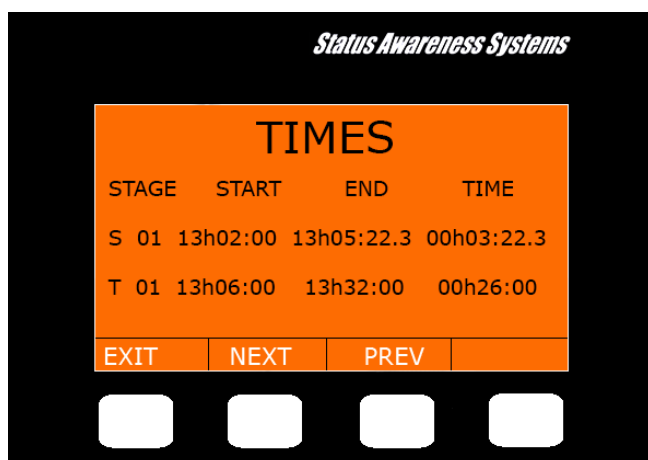 Status Awareness Systems
TIMES
STAGE START END TIME
S 01 13h02:00 13h05:22.3 00h03:22.3
T 01 13h06:00 13h32:00 00h26:00
EXIT NEXT PREV